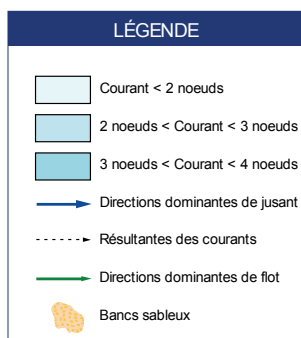 LÉGENDE
Courant < 2 noeuds
2 noeuds < Courant < 3 noeuds
3 noeuds < Courant < 4 noeuds
Directions dominantes de jusant
Résultantes des courants
Directions dominantes de flot
Bancs sableux